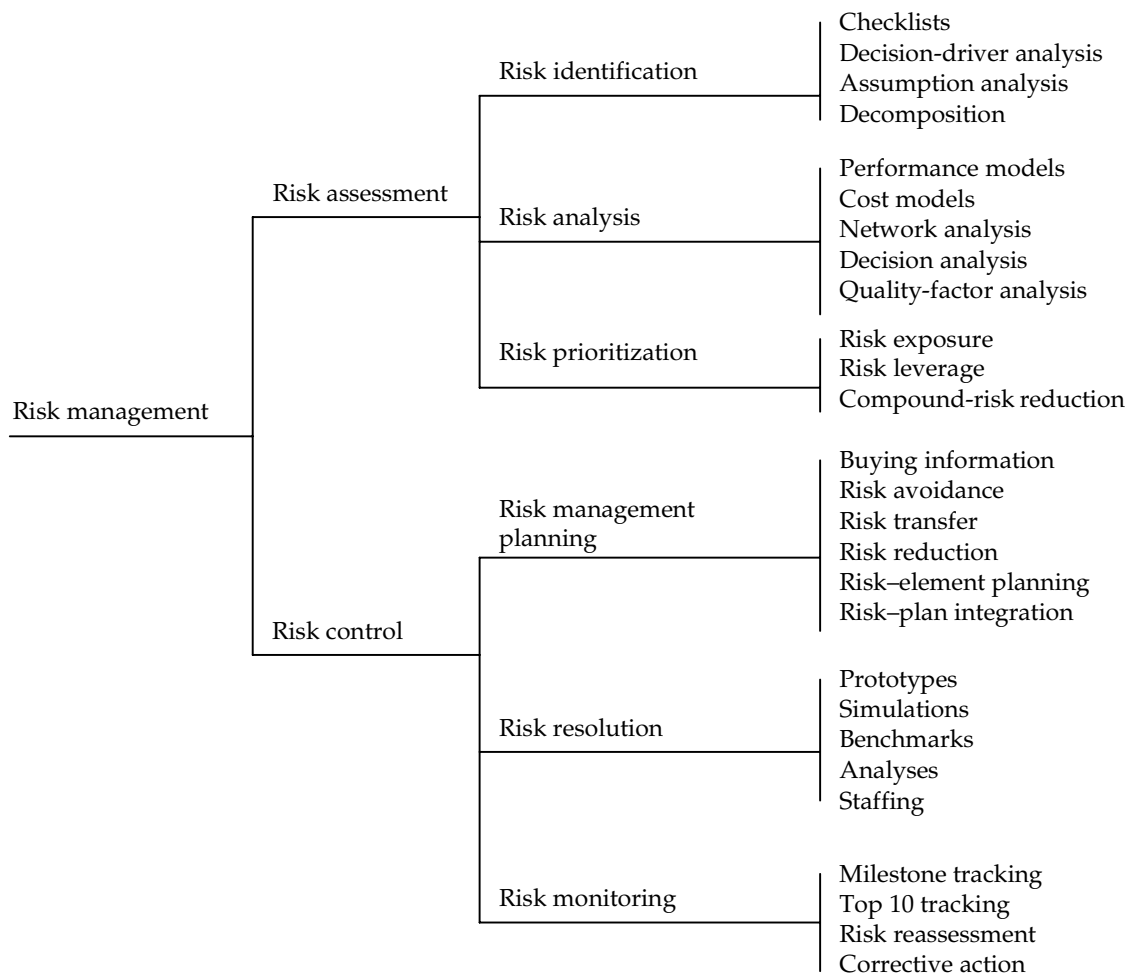 Checklists
Decision-driver analysis
Risk identification
Assumption analysis
Decomposition
Performance models
Risk assessment
Cost models
Risk analysis
Network analysis
Decision analysis
Quality-factor analysis
Risk exposure
Risk prioritization
Risk leverage
Compound-risk reduction
Risk management
Buying information
Risk avoidance
Risk management
planning
Risk transfer
Risk reduction
Risk–element planning
Risk–plan integration
Risk control
Prototypes
Simulations
Risk resolution
Benchmarks
Analyses
Staffing
Milestone tracking
Risk monitoring
Top 10 tracking
Risk reassessment
Corrective action